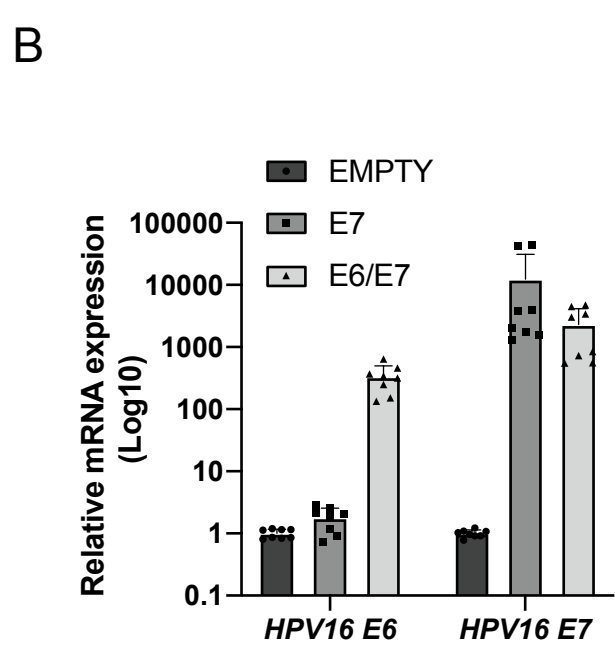 B
EMPTY
E7
E6/E7
Relative mRNA expression
(Log10)
100000
10000
1000
100
10
1
0.1
HPV16 E6
HPV16 E7